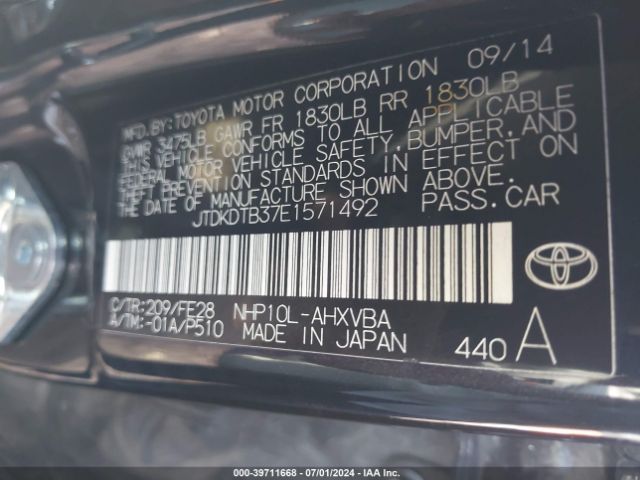 09/14
MFD.BY:TOYOTA MOTOR CORPORATION
GVWR 3475LB GAWR FR 1830LB RR 1830LB
THIS VEHICLE CONFORMS TO ALL APPLICABLE
FEDERAL MOTOR VEHICLE SAFETY,BUMPER,AND
THEFT PREVENTION STANDARDS IN EFFECT ON
THE DATE OF MANUFACTURE SHOWN ABOVE.
JTDKDTB37E1571492 PASS.CAR
C/TR:209/FE28 NHP10L-AHXVBA
A/TM:-01A/P510 MADE IN JAPAN
440 A
000-39711668 / 07/01/2024 / IAA Inc.